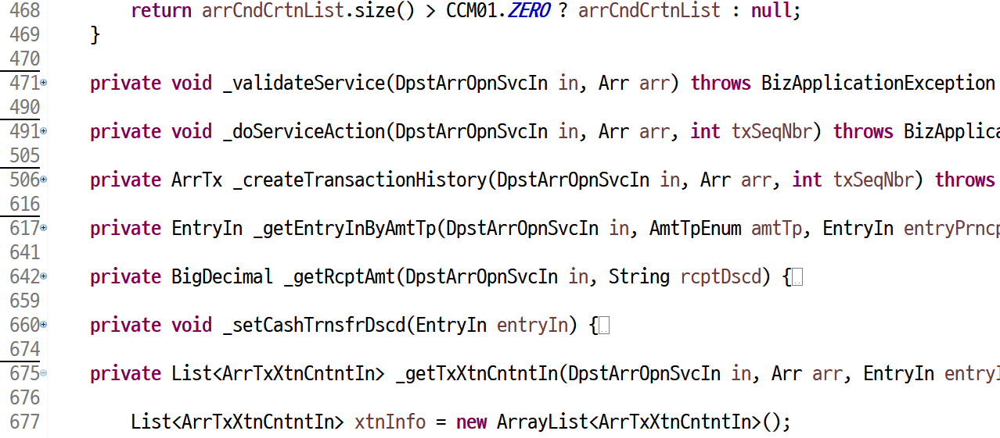 468 return arrCndCrtnList.size() > CCM01.ZERO ? arrCndCrtnList : null;
469 }
470
471 private void _validateService(DpstArrOpnSvcIn in, Arr arr) throws BizApplicationException
490
491 private void _doServiceAction(DpstArrOpnSvcIn in, Arr arr, int txSeqNbr) throws BizApplica
505
506 private ArrTx _createTransactionHistory(DpstArrOpnSvcIn in, Arr arr, int txSeqNbr) throws
616
617 private EntryIn _getEntryInByAmtTp(DpstArrOpnSvcIn in, AmtTpEnum amtTp, EntryIn entryPrncp
641
642 private BigDecimal _getRcptAmt(DpstArrOpnSvcIn in, String rcptDscd) {
659
660 private void _setCashTrnsfrDscd(EntryIn entryIn) {
674
675 private List<ArrTxXtnCntntIn> _getTxXtnCntntIn(DpstArrOpnSvcIn in, Arr arr, EntryIn entryI
676
677 List<ArrTxXtnCntntIn> xtnInfo = new ArrayList<ArrTxXtnCntntIn>();